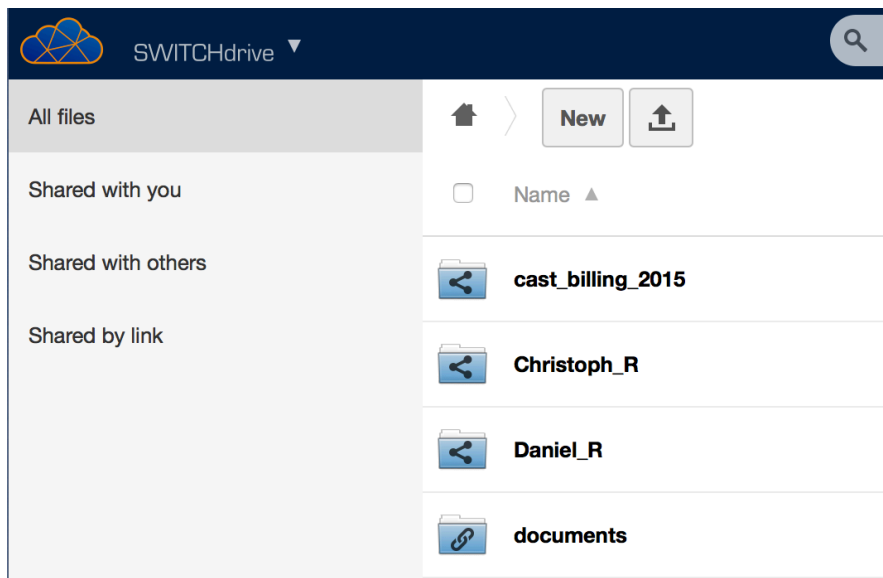 SWITCHdrive
All files
Shared with you
Shared with others
Shared by link
New
Name
cast_billing_2015
Christoph_R
Daniel_R
documents